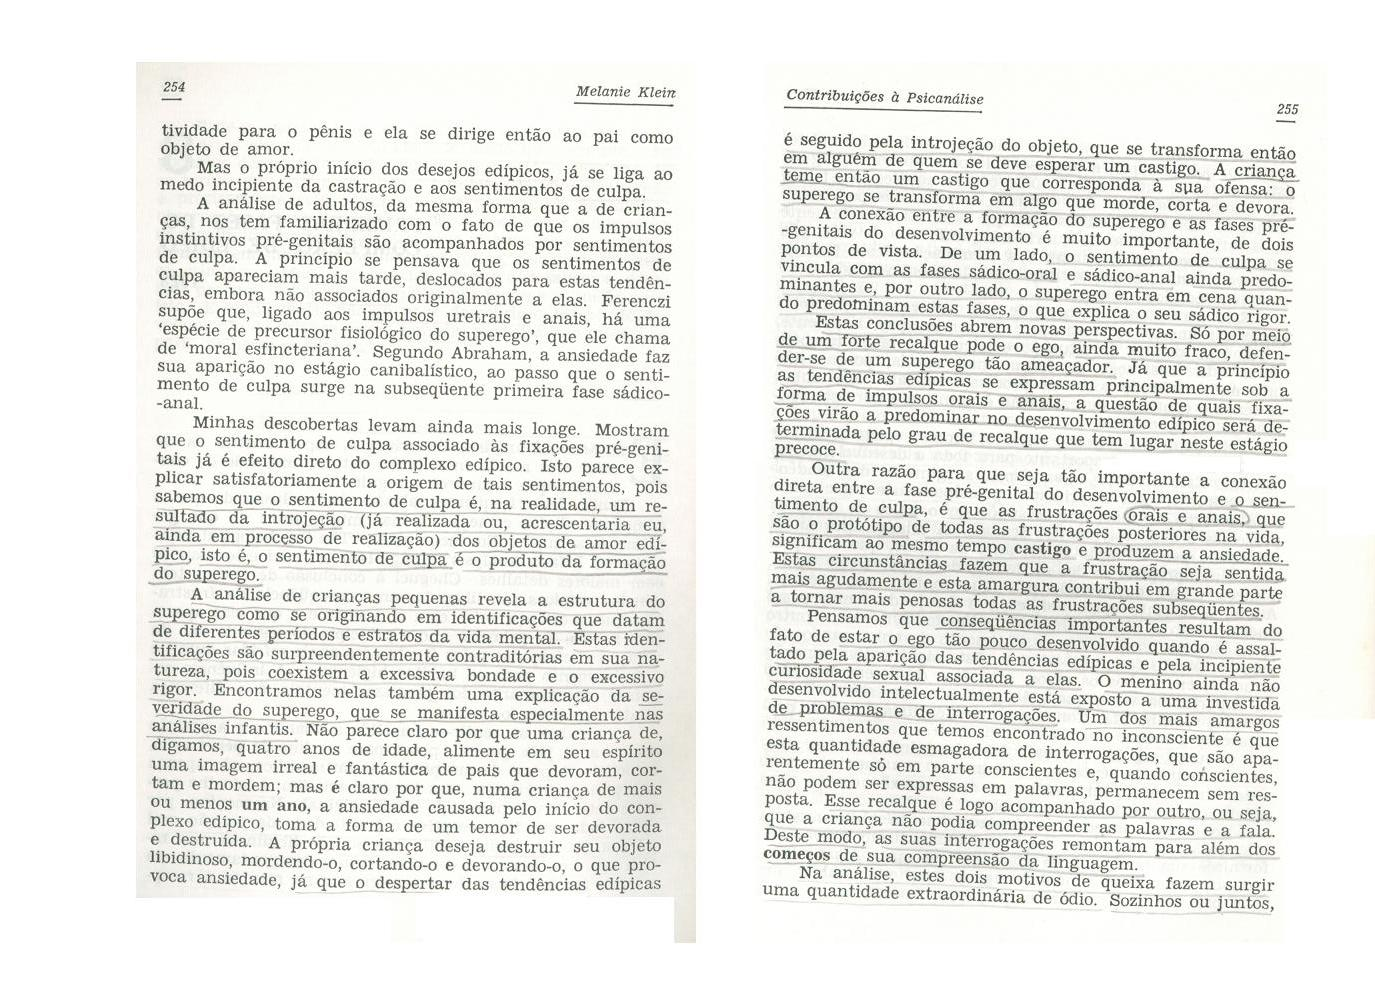 254
Melanie Klein
tividade para o pênis e ela se dirige então ao pai como
objeto de amor.
Mas o próprio início dos desejos edípicos, já se liga ao
medo incipiente da castração e aos sentimentos de culpa.
A análise de adultos, da mesma forma que a de crian-
ças, nos tem familiarizado com o fato de que os impulsos
instintivos pré-genitais são acompanhados por sentimentos
de culpa. A princípio se pensava que os sentimentos de
culpa apareciam mais tarde, deslocados para estas tendên-
cias, embora não associados originalmente a elas. Ferenczi
supõe que, ligado aos impulsos uretrais e anais, há uma
‘espécie de precursor fisiológico do superego’, que ele chama
de ‘moral esfincteriana’. Segundo Abraham, a ansiedade faz
sua aparição no estágio canibalístico, ao passo que o senti-
mento de culpa surge na subseqüente primeira fase sádico-
-anal.
Minhas descobertas levam ainda mais longe. Mostram
que o sentimento de culpa associado às fixações pré-geni-
tais já é efeito direto do complexo edípico. Isto parece ex-
plicar satisfatoriamente a origem de tais sentimentos, pois
sabemos que o sentimento de culpa é, na realidade, um re-
sultado da introjeção (já realizada ou, acrescentaria eu,
ainda em processo de realização) dos objetos de amor edí-
pico, isto é, o sentimento de culpa é o produto da formação
do superego.
A análise de crianças pequenas revela a estrutura do
superego como se originando em identificações que datam
de diferentes períodos e estratos da vida mental. Estas iden-
tificações são surpreendentemente contraditórias em sua na-
tureza, pois coexistem a excessiva bondade e o excessivo
rigor. Encontramos nelas também uma explicação da se-
veridade do superego, que se manifesta especialmente nas
análises infantis. Não parece claro por que uma criança de,
digamos, quatro anos de idade, alimente em seu espírito
uma imagem irreal e fantástica de pais que devoram, cor-
tam e mordem; mas é claro por que, numa criança de mais
ou menos um ano, a ansiedade causada pelo início do com-
plexo edípico, toma a forma de um temor de ser devorada
e destruída. A própria criança deseja destruir seu objeto
libidinoso, mordendo-o, cortando-o e devorando-o, o que pro-
voca ansiedade, já que o despertar das tendências edípicas
Contribuições à Psicanálise
255
é seguido pela introjeção do objeto, que se transforma então
em alguém de quem se deve esperar um castigo. A criança
teme então um castigo que corresponda à sua ofensa: o
superego se transforma em algo que morde, corta e devora.
A conexão entre a formação do superego e as fases pré-
-genitais do desenvolvimento é muito importante, de dois
pontos de vista. De um lado, o sentimento de culpa se
vincula com as fases sádico-oral e sádico-anal ainda predo-
minantes e, por outro lado, o superego entra em cena quan-
do predominam estas fases, o que explica o seu sádico rigor.
Estas conclusões abrem novas perspectivas. Só por meio
de um forte recalque pode o ego, ainda muito fraco, defen-
der-se de um superego tão ameaçador. Já que a princípio
as tendências edípicas se expressam principalmente sob a
forma de impulsos orais e anais, a questão de quais fixa-
ções virão a predominar no desenvolvimento edípico será de-
terminada pelo grau de recalque que tem lugar neste estágio
precoce.
Outra razão para que seja tão importante a conexão
direta entre a fase pré-genital do desenvolvimento e o sen-
timento de culpa, é que as frustrações orais e anais, que
são o protótipo de todas as frustrações posteriores na vida,
significam ao mesmo tempo castigo e produzem a ansiedade.
Estas circunstâncias fazem que a frustração seja sentida
mais agudamente e esta amargura contribui em grande parte
a tornar mais penosas todas as frustrações subseqüentes.
Pensamos que conseqüências importantes resultam do
fato de estar o ego tão pouco desenvolvido quando é assal-
tado pela aparição das tendências edípicas e pela incipiente
curiosidade sexual associada a elas. O menino ainda não
desenvolvido intelectualmente está exposto a uma investida
de problemas e de interrogações. Um dos mais amargos
ressentimentos que temos encontrado no inconsciente é que
esta quantidade esmagadora de interrogações, que são apa-
rentemente só em parte conscientes e, quando conscientes,
não podem ser expressas em palavras, permanecem sem res-
posta. Esse recalque é logo acompanhado por outro, ou seja,
que a criança não podia compreender as palavras e a fala.
Deste modo, as suas interrogações remontam para além dos
começos de sua compreensão da linguagem.
Na análise, estes dois motivos de queixa fazem surgir
uma quantidade extraordinária de ódio. Sozinhos ou juntos,